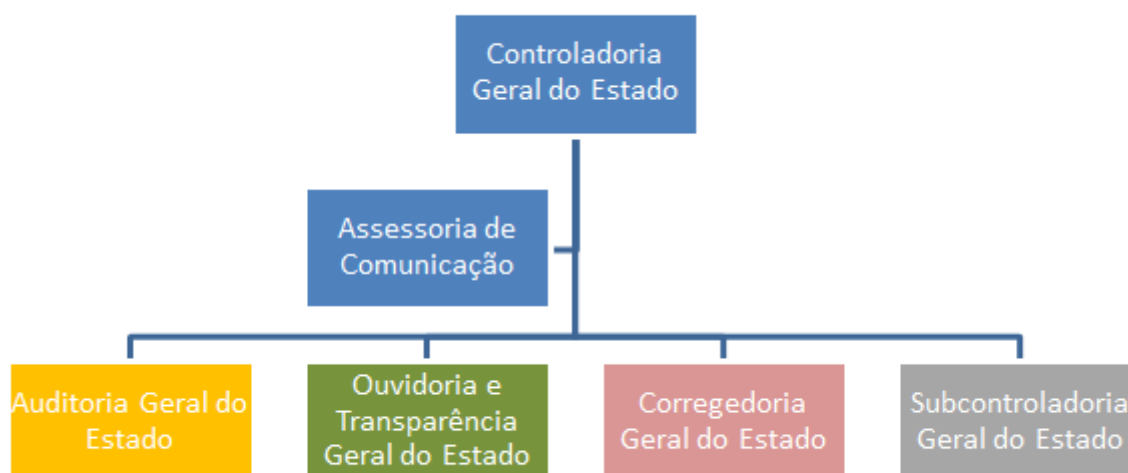 Controladoria
Geral do Estado
Assessoria de
Comunicação
Auditoria Geral do
Estado
Ouvidoria e
Transparência
Geral do Estado
Corregedoria
Geral do Estado
Subcontroladoria
Geral do Estado